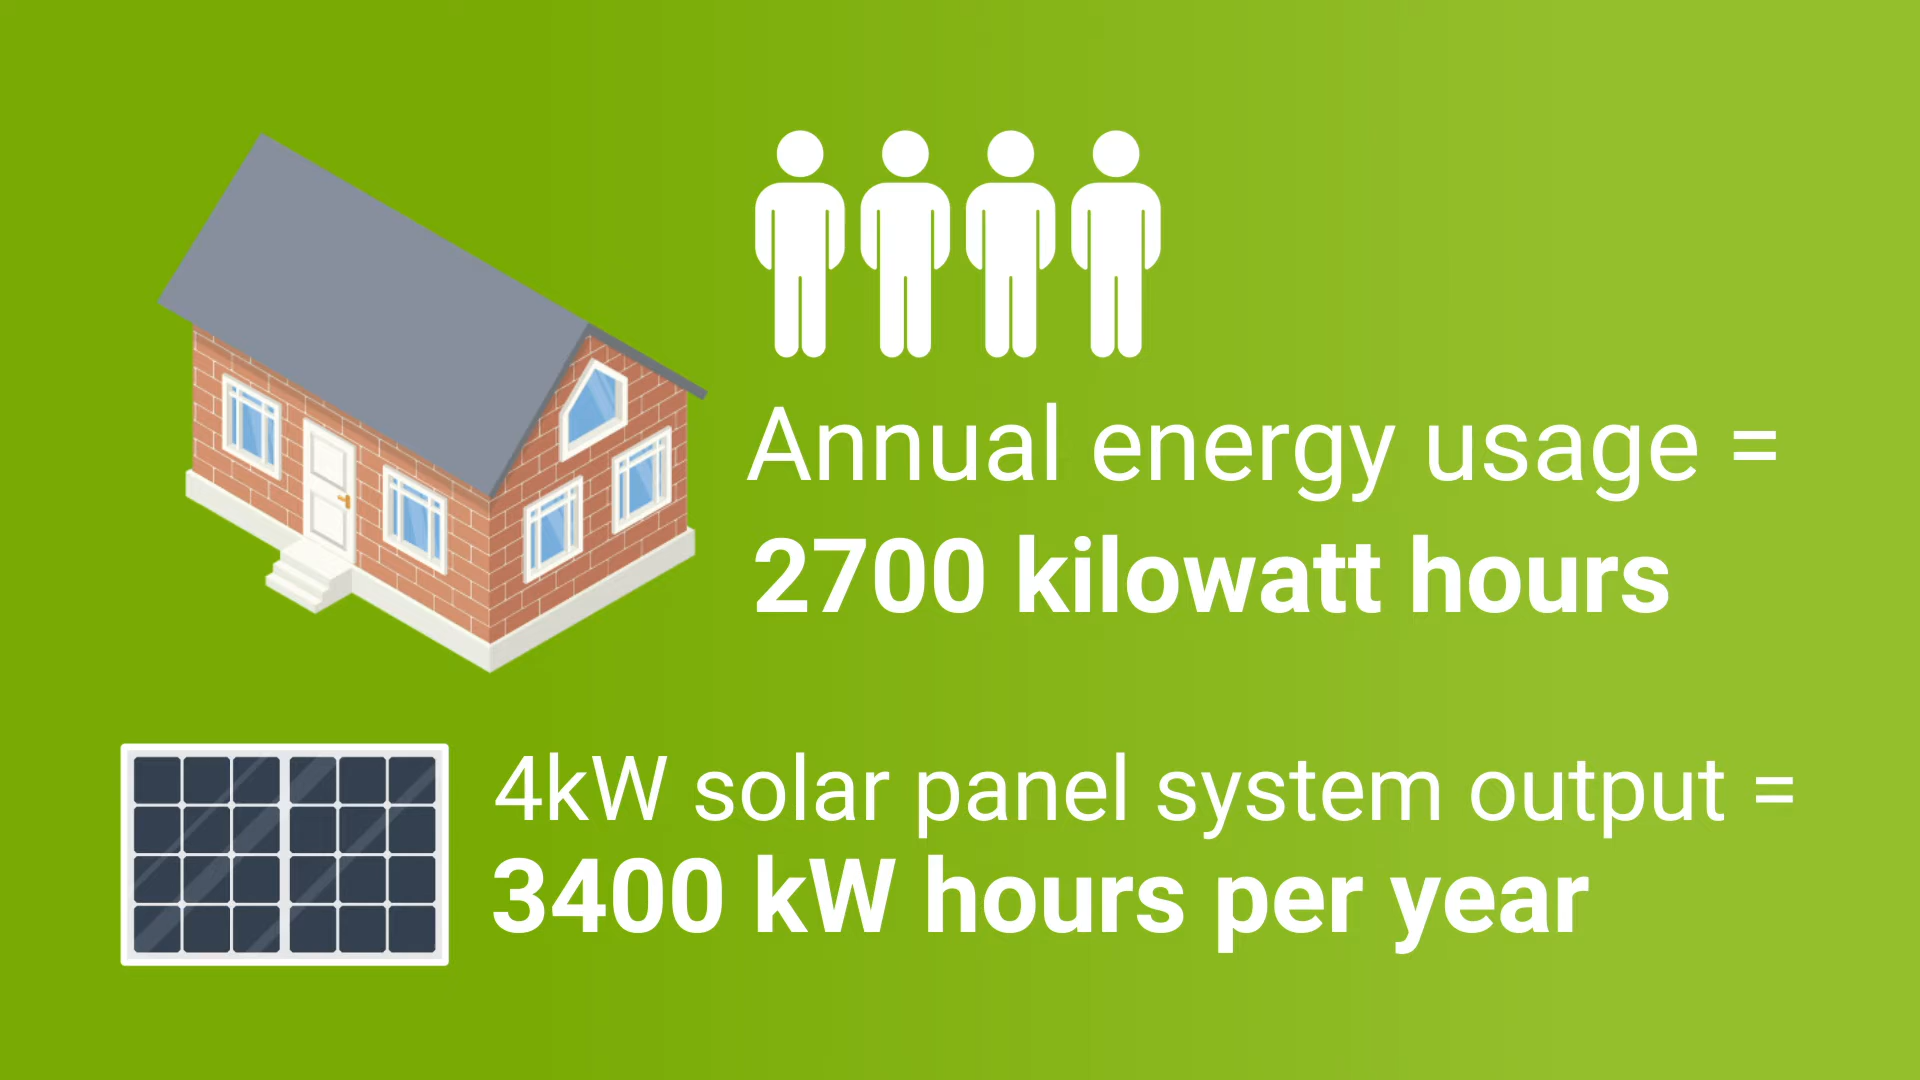 Annual energy usage =
2700 kilowatt hours
4kW solar panel system output =
3400 kW hours per year